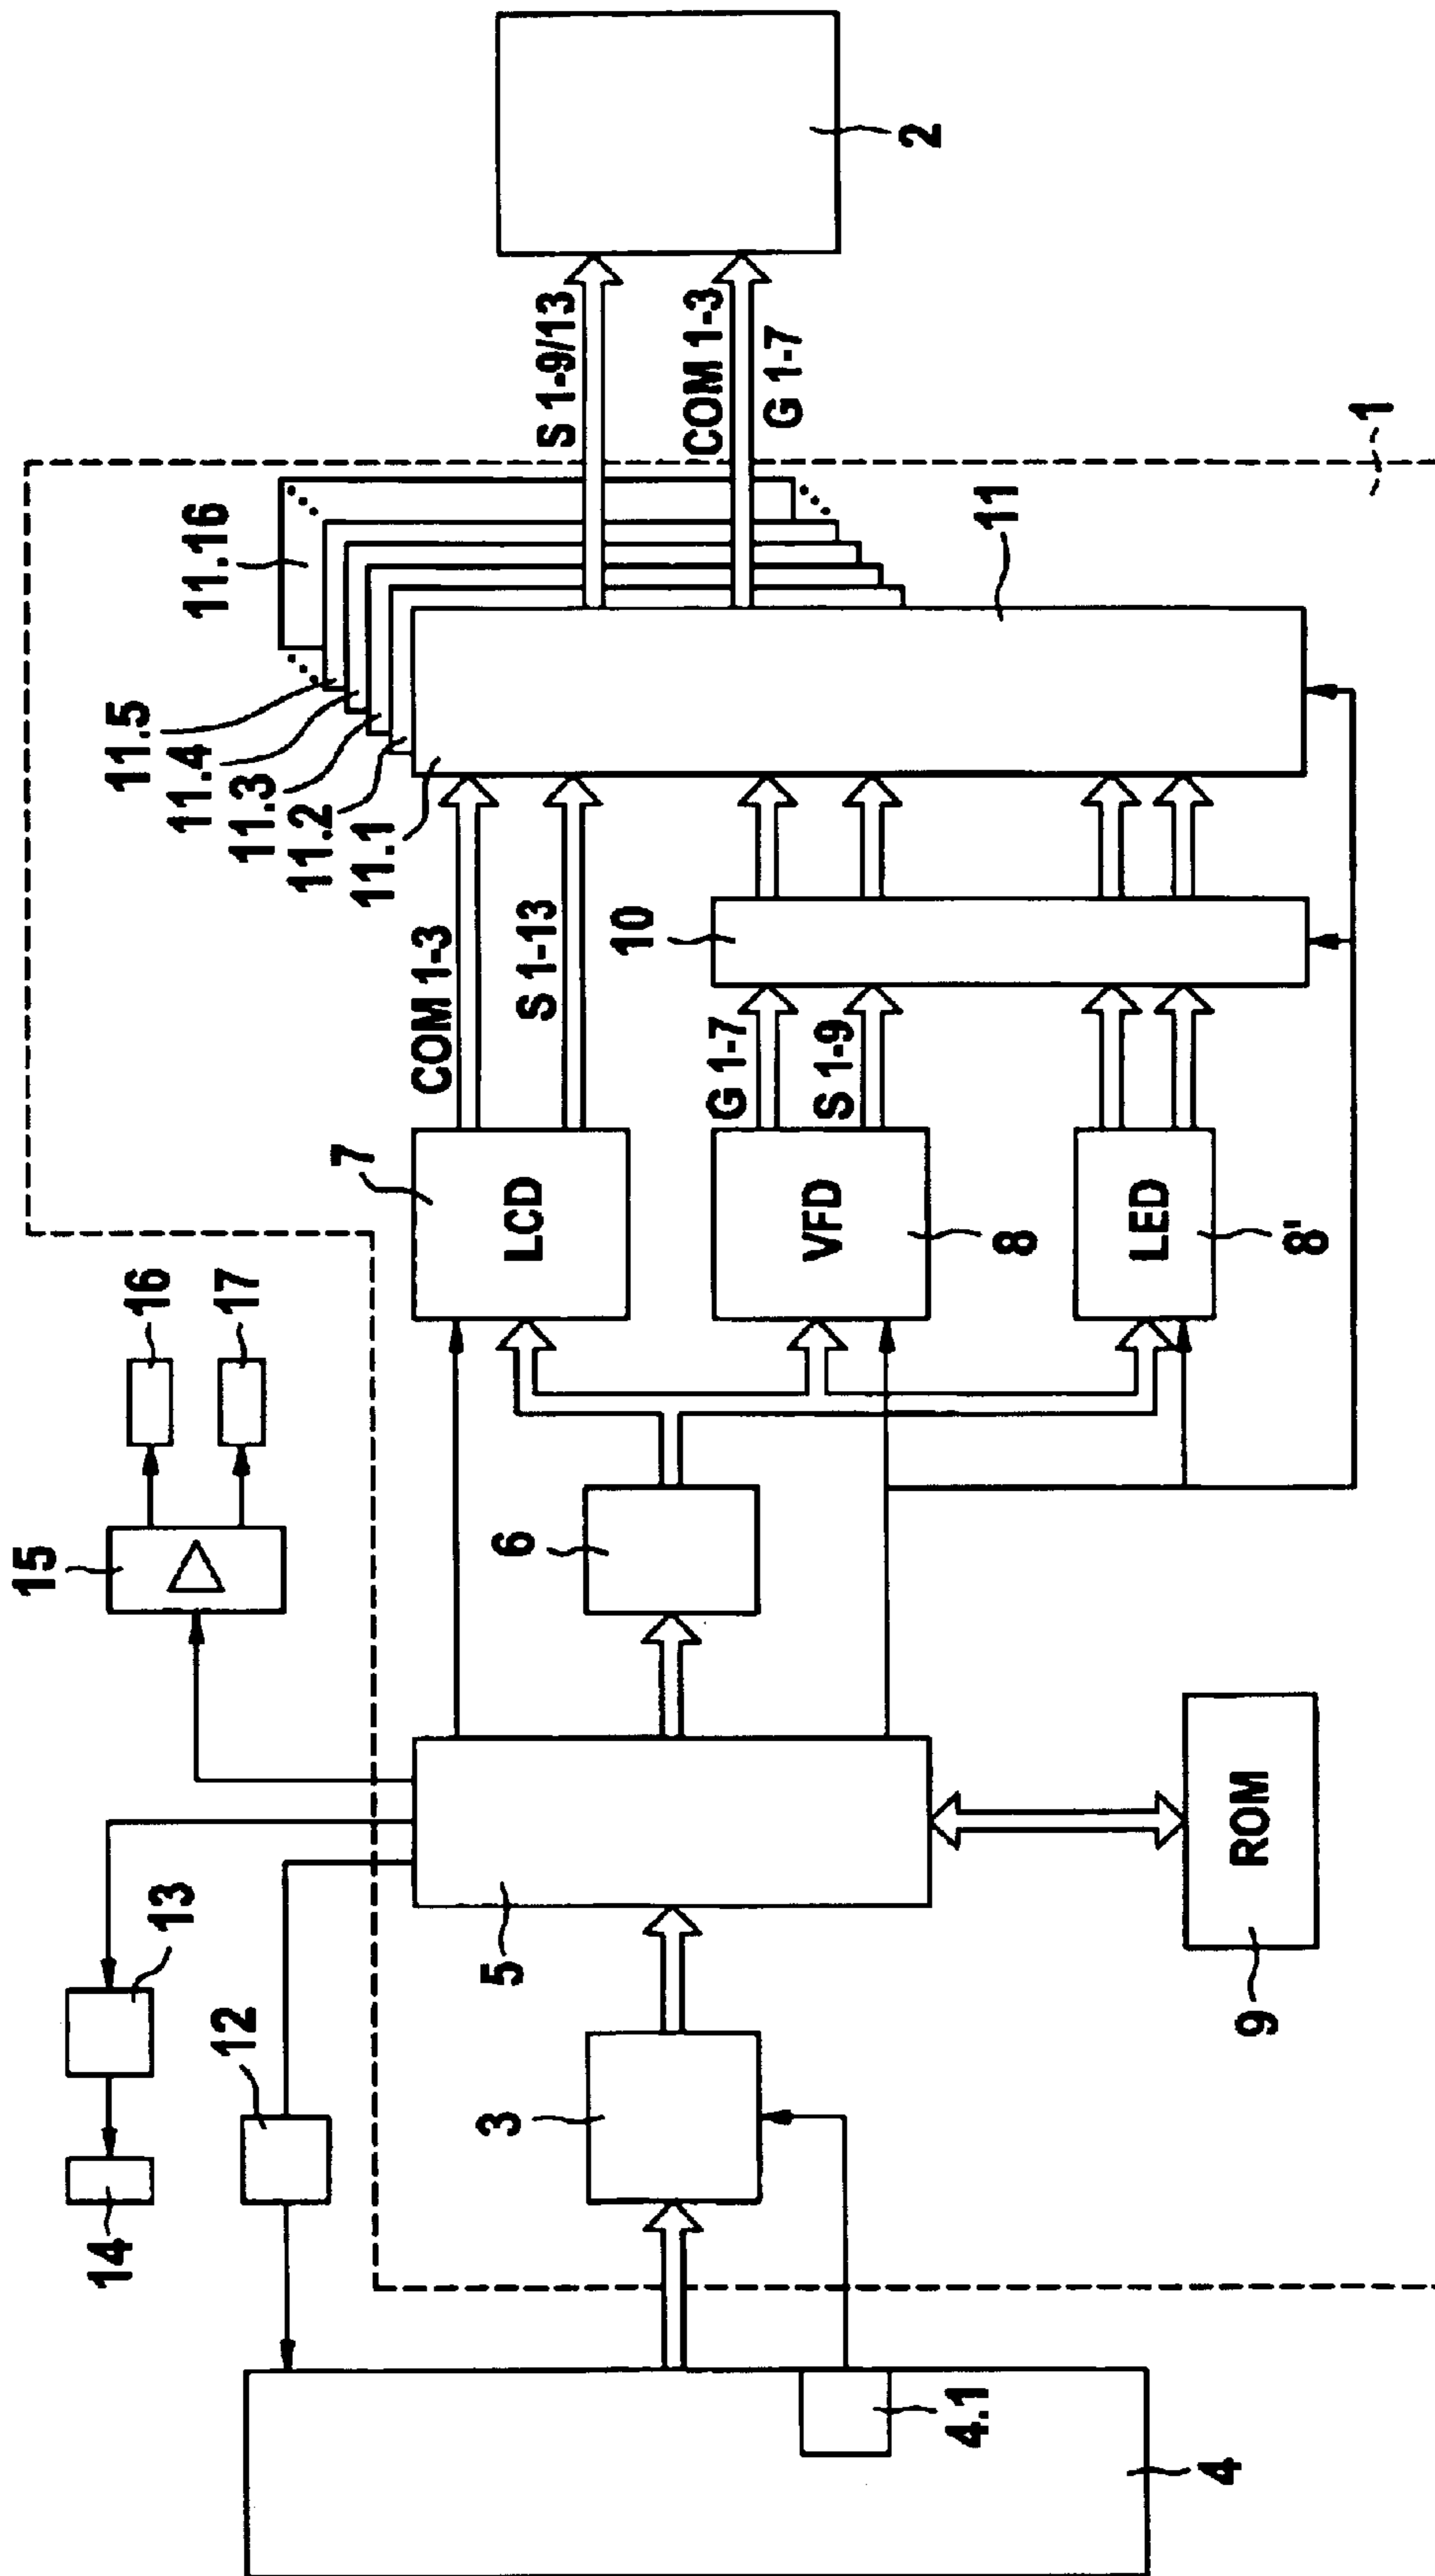 1
2
S 1-9/13
COM 1-3
G 1-7
11.16
11
11.5
11.4
11.3
11.2
11.1
COM 1-3
S 1-13
10
G 1-7
S 1-9
7
LCD
VFD
8
LED
8'
16
17
15
6
5
ROM
9
13
12
14
3
4.1
4